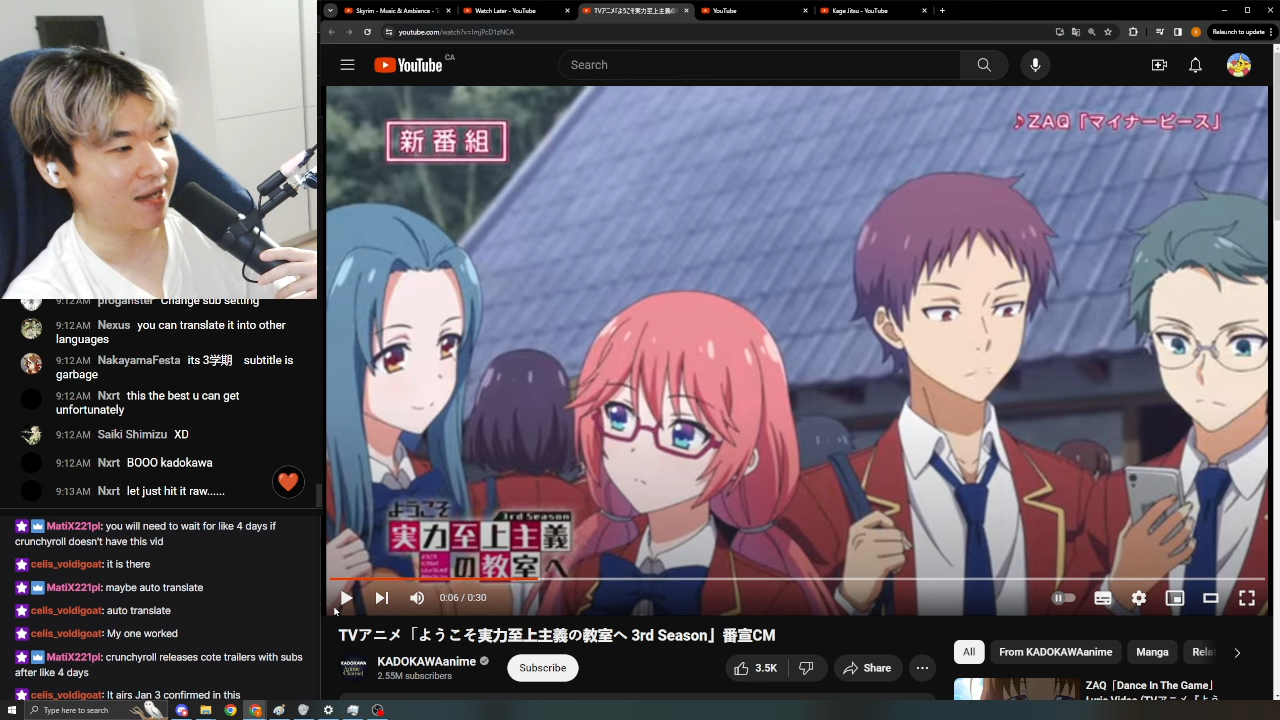 Skyrim - Music & Ambience - T
Watch Later - YouTube
TVアニメ『ようこそ実力至上主義の
YouTube
Kage Jitsu - YouTube
youtube.com/watch?v=ImjPcD1zNCA
Relaunch to update
YouTube CA
Search
新番組
♪ZAQ「マイナーピース」
ようこそ
3rd Season
実力至上主義
の教室へ
0:06 / 0:30
TVアニメ「ようこそ実力至上主義の教室へ 3rd Season」番宣CM
KADOKAWA
Anime Channel
KADOKAWAanime
2.55M subscribers
Subscribe
3.5K
Share
All
From KADOKAWAanime
Manga
ZAQ「Dance In The Game」
9:12 AM proganster Change sub setting
9:12 AM Nexus you can translate it into other
languages
9:12 AM NakayamaFesta its 3学期 subtitle is
garbage
9:12 AM Nxrt this the best u can get
unfortunately
9:12 AM Saiki Shimizu XD
9:12 AM Nxrt BOOO kadokawa
9:13 AM Nxrt let just hit it raw......
MatiX221pl: you will need to wait for like 4 days if
crunchyroll doesn't have this vid
celis_voldigoat: it is there
MatiX221pl: maybe auto translate
celis_voldigoat: auto translate
celis_voldigoat: My one worked
MatiX221pl: crunchyroll releases cote trailers with subs
after like 4 days
celis_voldigoat: It airs Jan 3 confirmed in this
Type here to search